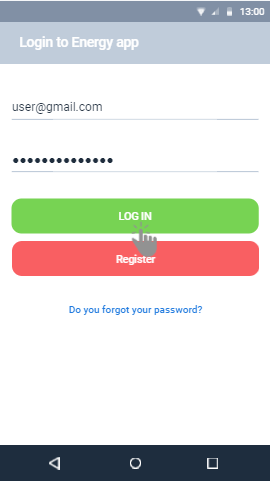 13:00
Login to Energy app
user@gmail.com
••••••••••••••
LOG IN
Register
Do you forgot your password?